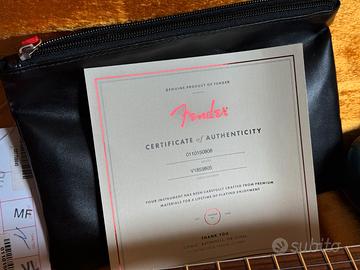 GENUINE PRODUCT OF FENDER
Fender
CERTIFICATE of AUTHENTICITY
0110150808
V1859805
YOUR INSTRUMENT HAS BEEN CAREFULLY CRAFTED FROM PREMIUM
MATERIALS FOR A LIFETIME OF PLAYING ENJOYMENT
THANK YOU
MF
subito